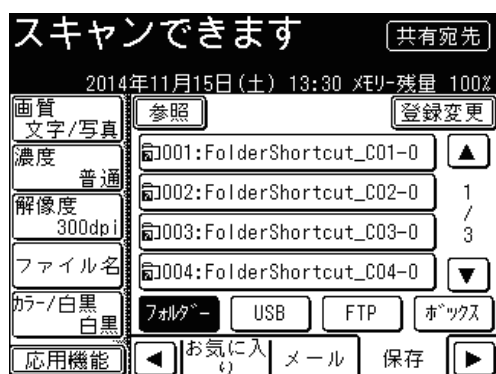 スキャンできます
共有宛先
2014年11月15日(土) 13:30 ﾒﾓﾘｰ残量 100%
画質
文字/写真
濃度
普通
解像度
300dpi
ファイル名
ｶﾗｰ/白黒
白黒
応用機能
参照
登録変更
001:FolderShortcut_C01-0
002:FolderShortcut_C02-0
003:FolderShortcut_C03-0
004:FolderShortcut_C04-0
▲
1
/
3
▼
ﾌｫﾙﾀﾞｰ
USB
FTP
ﾎﾞｯｸｽ
◀
お気に入
り
メール
保存
▶